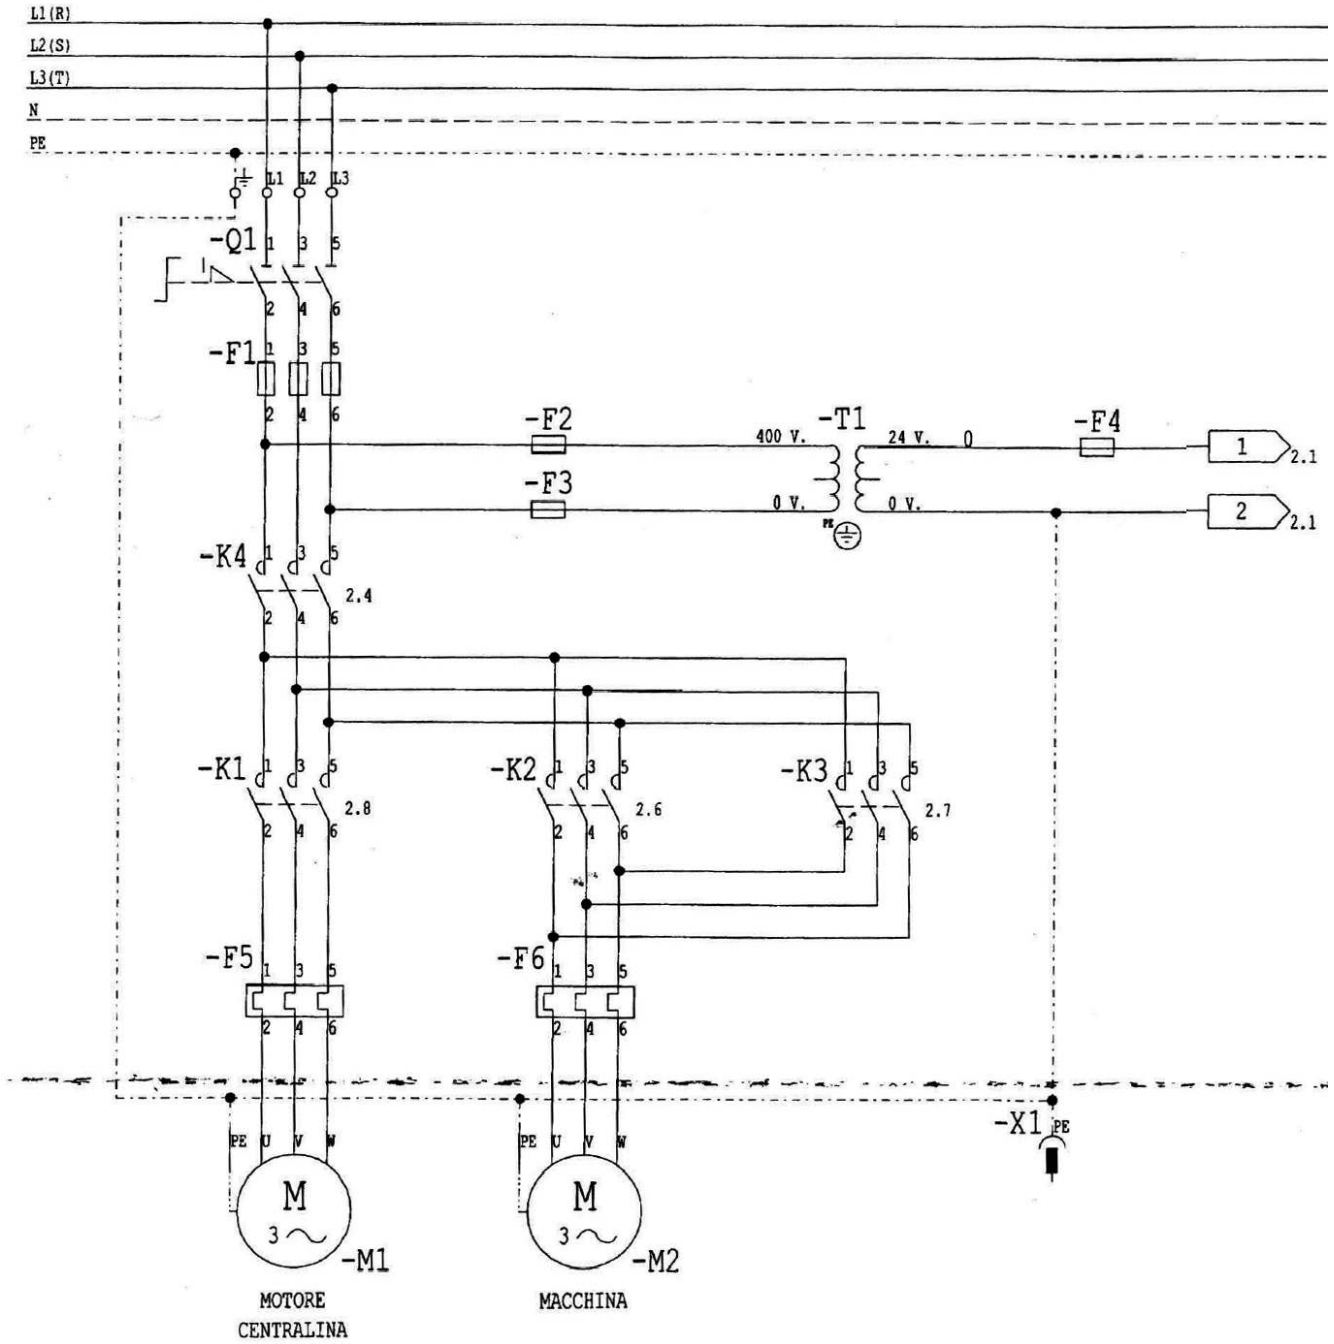 L1(R)
L2(S)
L3(T)
N
PE
L1 L2 L3
-Q1 1 3 5
2 4 6
-F1 1 3 5
2 4 6
-F2 400 V. -T1 24 V. 0 -F4 1 2.1
-F3 0 V. 0 V. 2 2.1
PE
-K4 1 3 5
2.4
2 4 6
-K1 1 3 5 -K2 1 3 5 -K3 1 3 5
2.8 2.6 2.7
2 4 6 2 4 6 2 4 6
-F5 1 3 5 -F6 1 3 5
2 4 6 2 4 6
-X1 PE
PE U V W PE U V W
M M
3 3
-M1 -M2
MOTORE
CENTRALINA
MACCHINA